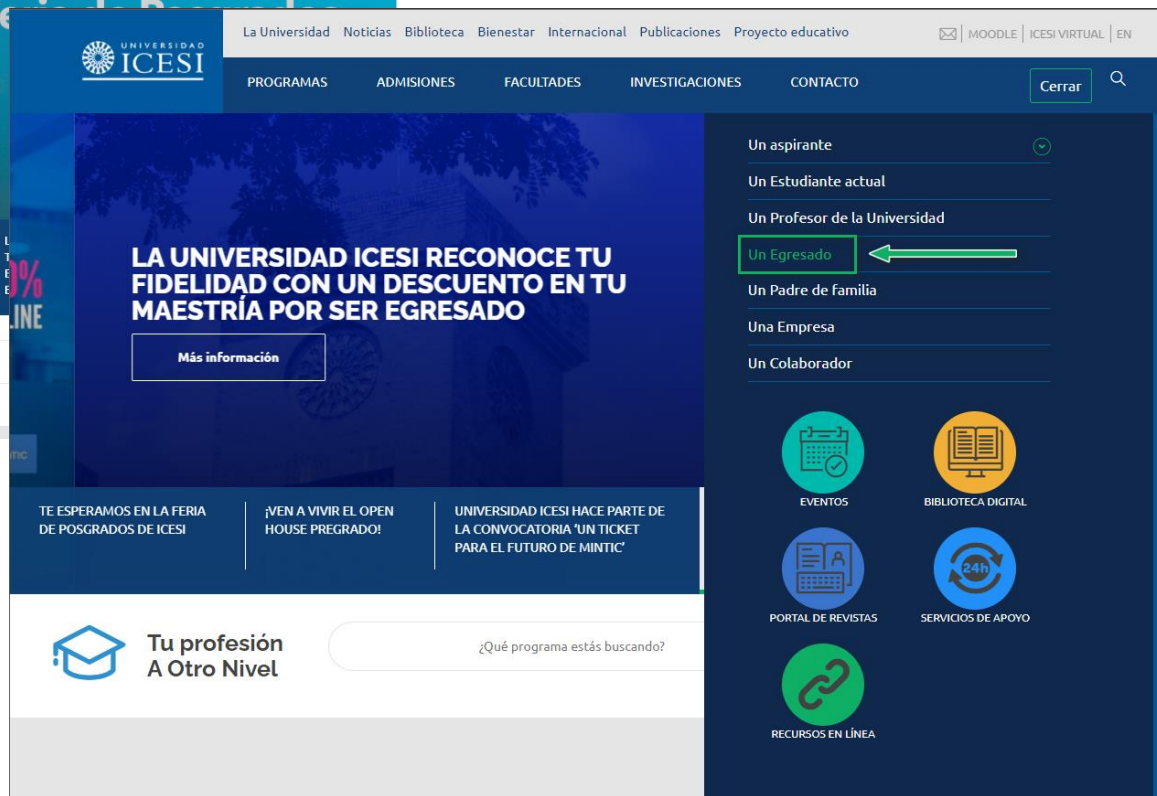 La Universidad Noticias Biblioteca Bienestar Internacional Publicaciones Proyecto educativo
MOODLE ICESI VIRTUAL EN
UNIVERSIDAD
ICESI
PROGRAMAS ADMISIONES FACULTADES INVESTIGACIONES CONTACTO
Cerrar
Un aspirante
Un Estudiante actual
Un Profesor de la Universidad
Un Egresado
Un Padre de familia
Una Empresa
Un Colaborador
LA UNIVERSIDAD ICESI RECONOCE TU
FIDELIDAD CON UN DESCUENTO EN TU
MAESTRÍA POR SER EGRESADO
Más información
EVENTOS
BIBLIOTECA DIGITAL
24h
PORTAL DE REVISTAS
SERVICIOS DE APOYO
RECURSOS EN LÍNEA
TE ESPERAMOS EN LA FERIA
DE POSGRADOS DE ICESI
¡VEN A VIVIR EL OPEN
HOUSE PREGRADO!
UNIVERSIDAD ICESI HACE PARTE DE
LA CONVOCATORIA ‘UN TICKET
PARA EL FUTURO DE MINTIC’
Tu profesión
A Otro Nivel
¿Qué programa estás buscando?